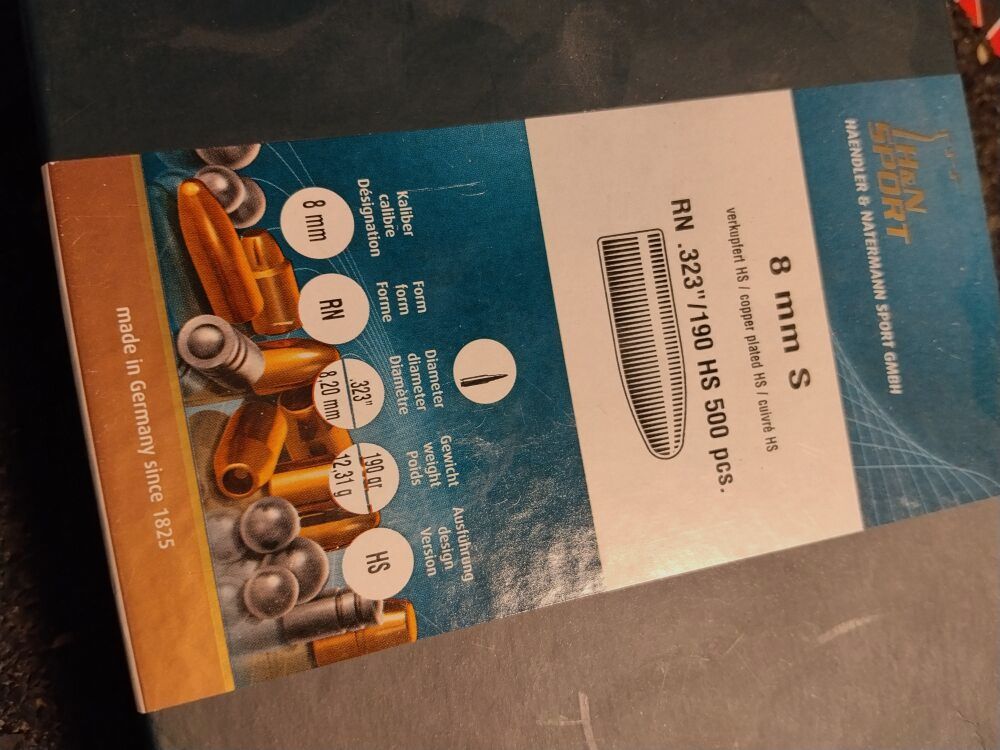 H&N
SPORT
HAENDLER & NATERMANN SPORT GMBH
8 mm S
verkupfert HS / copper plated HS / cuivré HS
RN .323"/190 HS 500 pcs.
Kaliber
calibre
Désignation
8 mm
Form
form
Forme
RN
Diameter
diameter
Diamètre
.323"
8,20 mm
Gewicht
weight
Poids
190 gr.
12,31 g
Ausführung
design
Version
HS
made in Germany since 1825